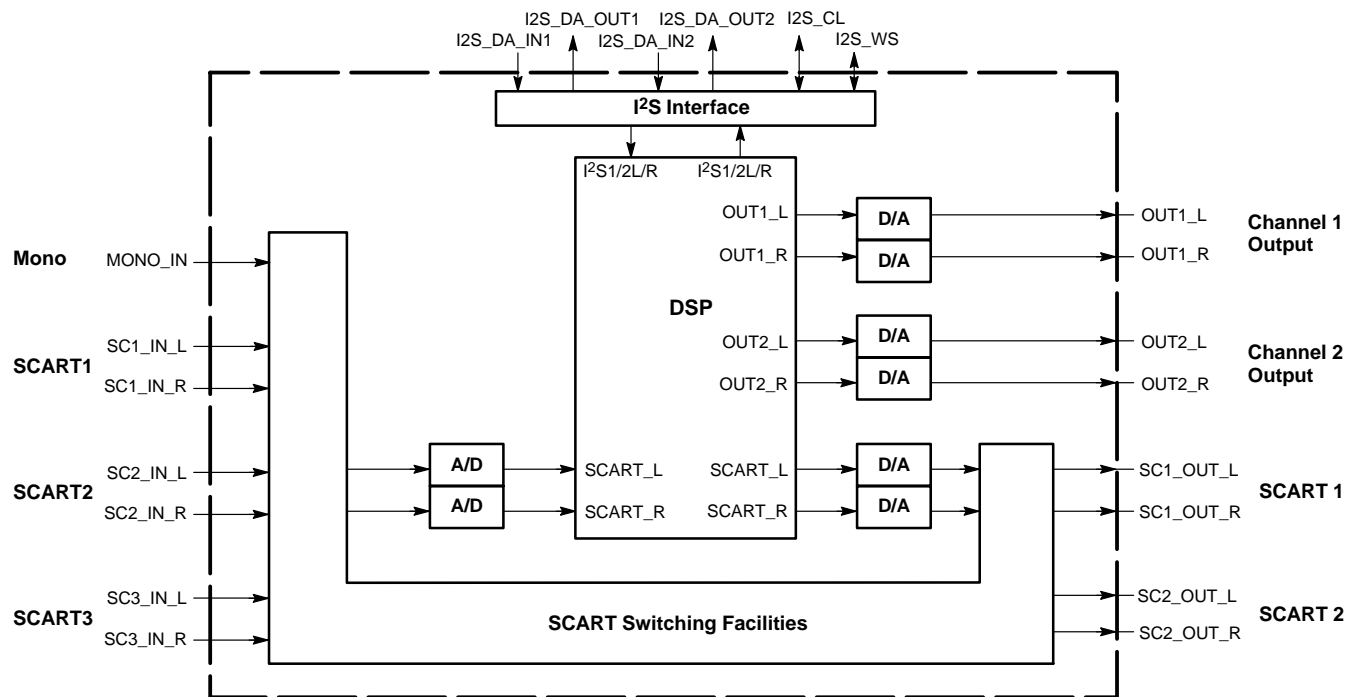 I2S_DA_OUT1 I2S_DA_OUT2 I2S_CL
I2S_DA_IN1 I2S_DA_IN2 I2S_WS
I²S Interface
I²S1/2L/R I²S1/2L/R
OUT1_L D/A OUT1_L
Channel 1
Output
OUT1_R D/A OUT1_R
Mono MONO_IN
DSP
SCART1
SC1_IN_L
SC1_IN_R
OUT2_L D/A OUT2_L
Channel 2
Output
OUT2_R D/A OUT2_R
SCART2
SC2_IN_L
SC2_IN_R
A/D SCART_L SCART_L D/A SC1_OUT_L
A/D SCART_R SCART_R D/A SC1_OUT_R
SCART 1
SCART3
SC3_IN_L
SC3_IN_R
SCART Switching Facilities
SC2_OUT_L
SC2_OUT_R
SCART 2